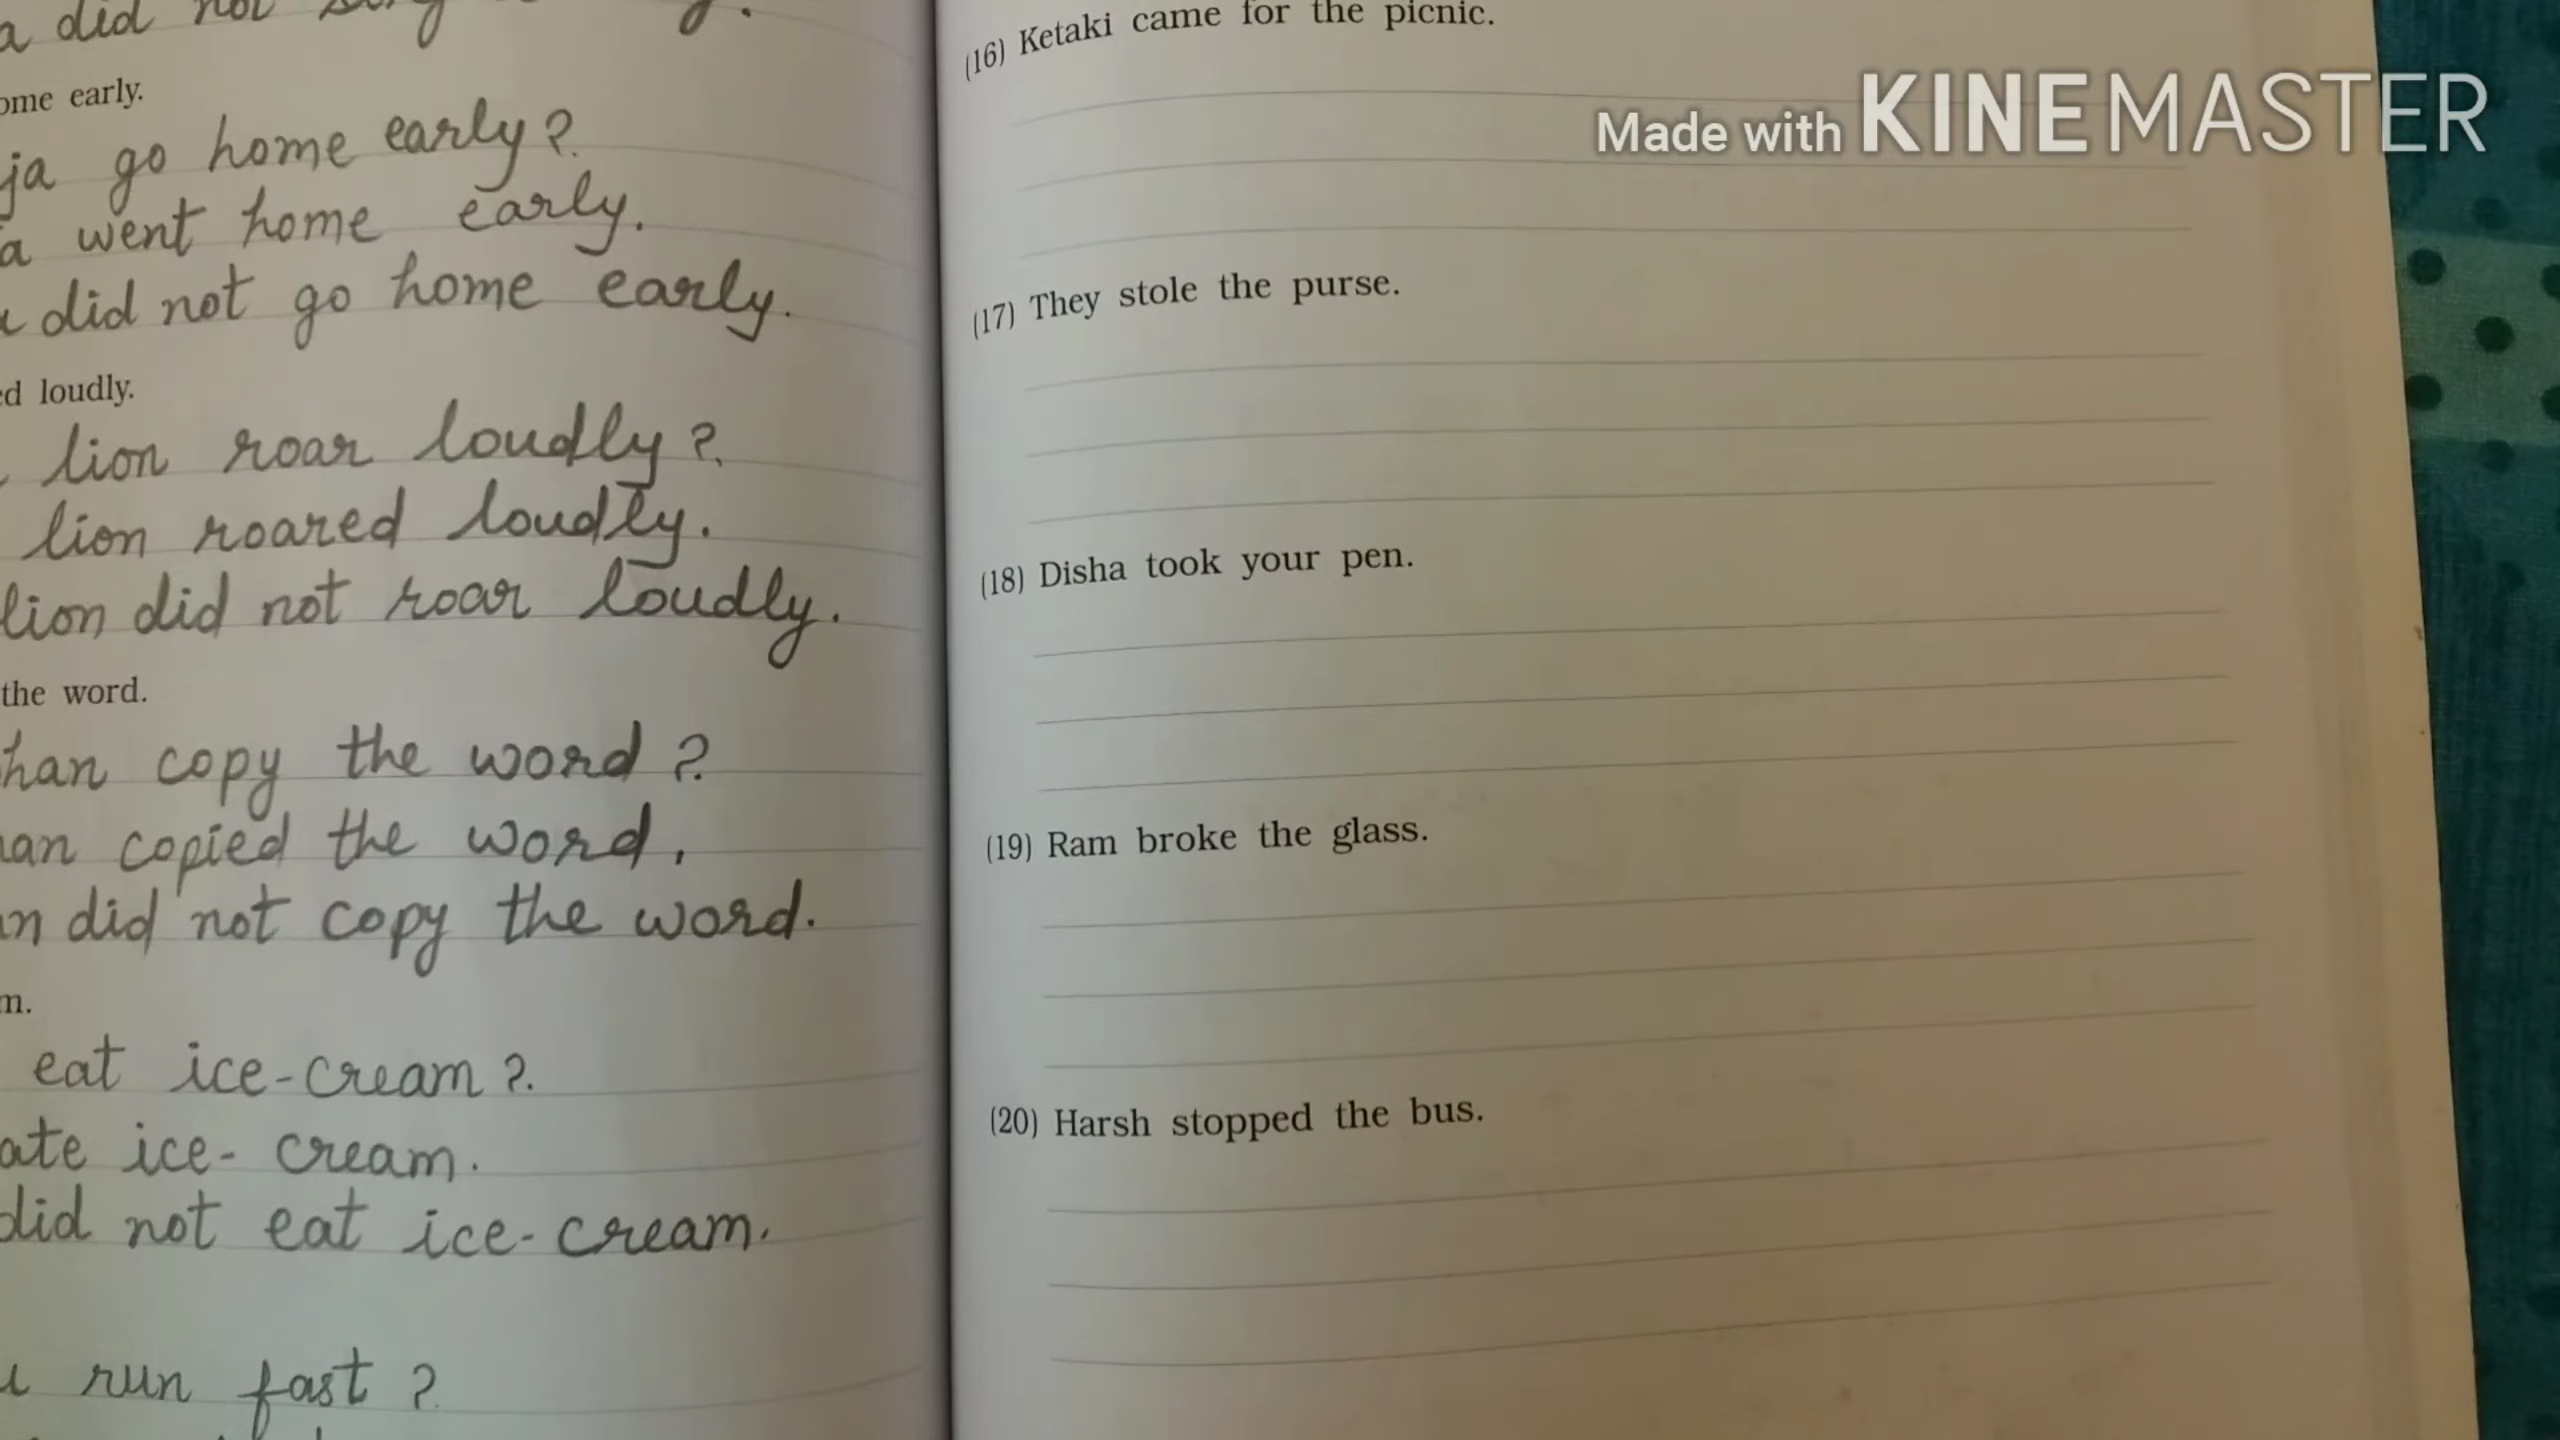 did not
early.
go home early?
went home early.
did not go home early.
loudly.
lion roar loudly?
lion roared loudly.
lion did not roar loudly.
the word.
copy the word?
copied the word.
did not copy the word.
eat ice-cream?
ate ice-cream.
did not eat ice-cream.
run fast?
(16) Ketaki came for the picnic.
Made with KINEMASTER
(17) They stole the purse.
(18) Disha took your pen.
(19) Ram broke the glass.
(20) Harsh stopped the bus.